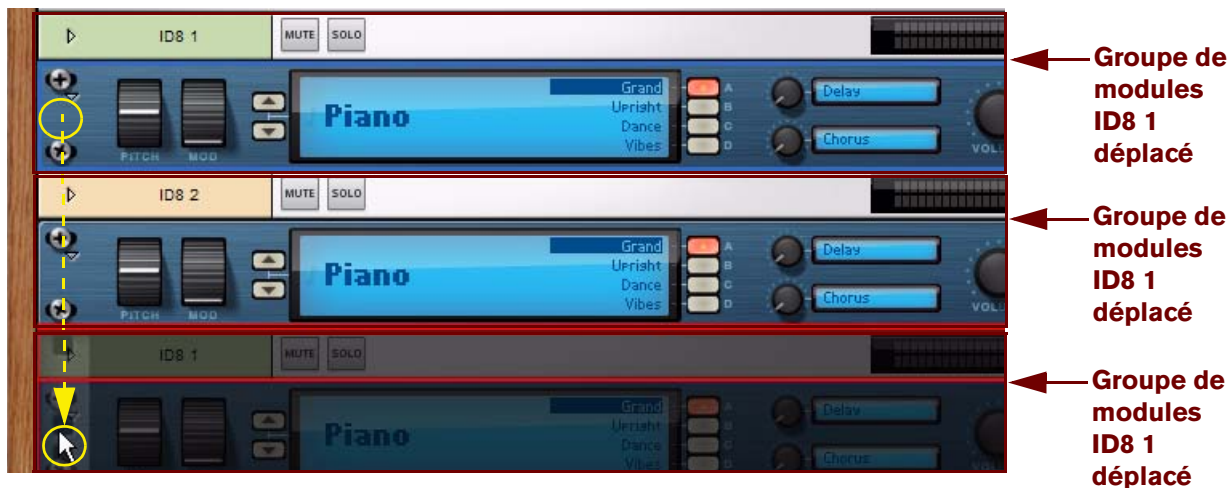 ID8 1 MUTE SOLO
Piano
Grand A
Upright B
Dance C
Vibes D
Delay
Chorus
PITCH MOD
Groupe de
modules
ID8 1
déplacé
ID8 2 MUTE SOLO
Piano
Grand A
Upright B
Dance C
Vibes D
Delay
Chorus
PITCH MOD
Groupe de
modules
ID8 1
déplacé
ID8 1 MUTE SOLO
Piano
Grand A
Upright B
Dance C
Vibes D
Delay
Chorus
Groupe de
modules
ID8 1
déplacé